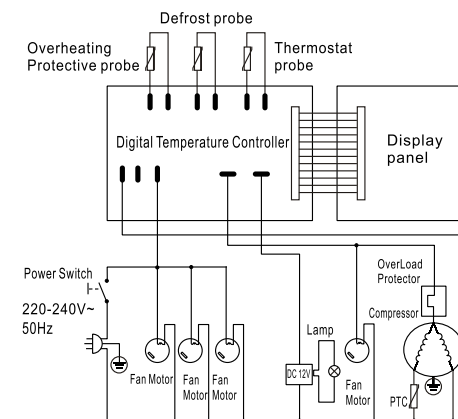 Defrost probe
Overheating
Protective probe
Thermostat
probe
Digital Temperature Controller
Display
panel
Power Switch
220-240V~
50Hz
OverLoad
Protector
Compressor
Lamp
DC 12V
Fan Motor
Fan
Motor
Fan
Motor
Fan
Motor
PTC